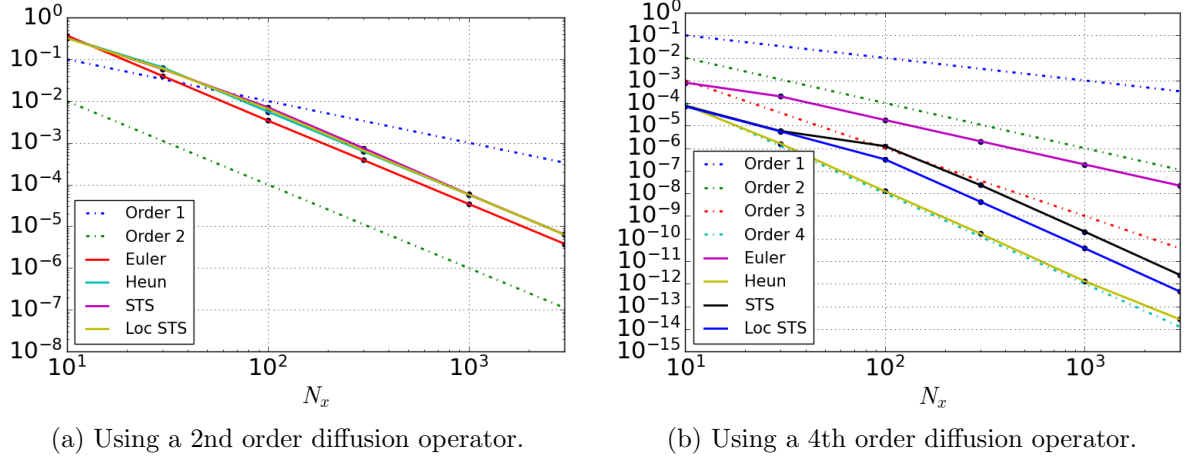 10^0
10^-1
10^-2
10^-3
10^-4
10^-5
10^-6
10^-7
10^-8
10^1
10^2
10^3
N_x
Order 1
Order 2
Euler
Heun
STS
Loc STS
(a) Using a 2nd order diffusion operator.
10^0
10^-1
10^-2
10^-3
10^-4
10^-5
10^-6
10^-7
10^-8
10^-9
10^-10
10^-11
10^-12
10^-13
10^-14
10^-15
10^1
10^2
10^3
N_x
Order 1
Order 2
Order 3
Order 4
Euler
Heun
STS
Loc STS
(b) Using a 4th order diffusion operator.